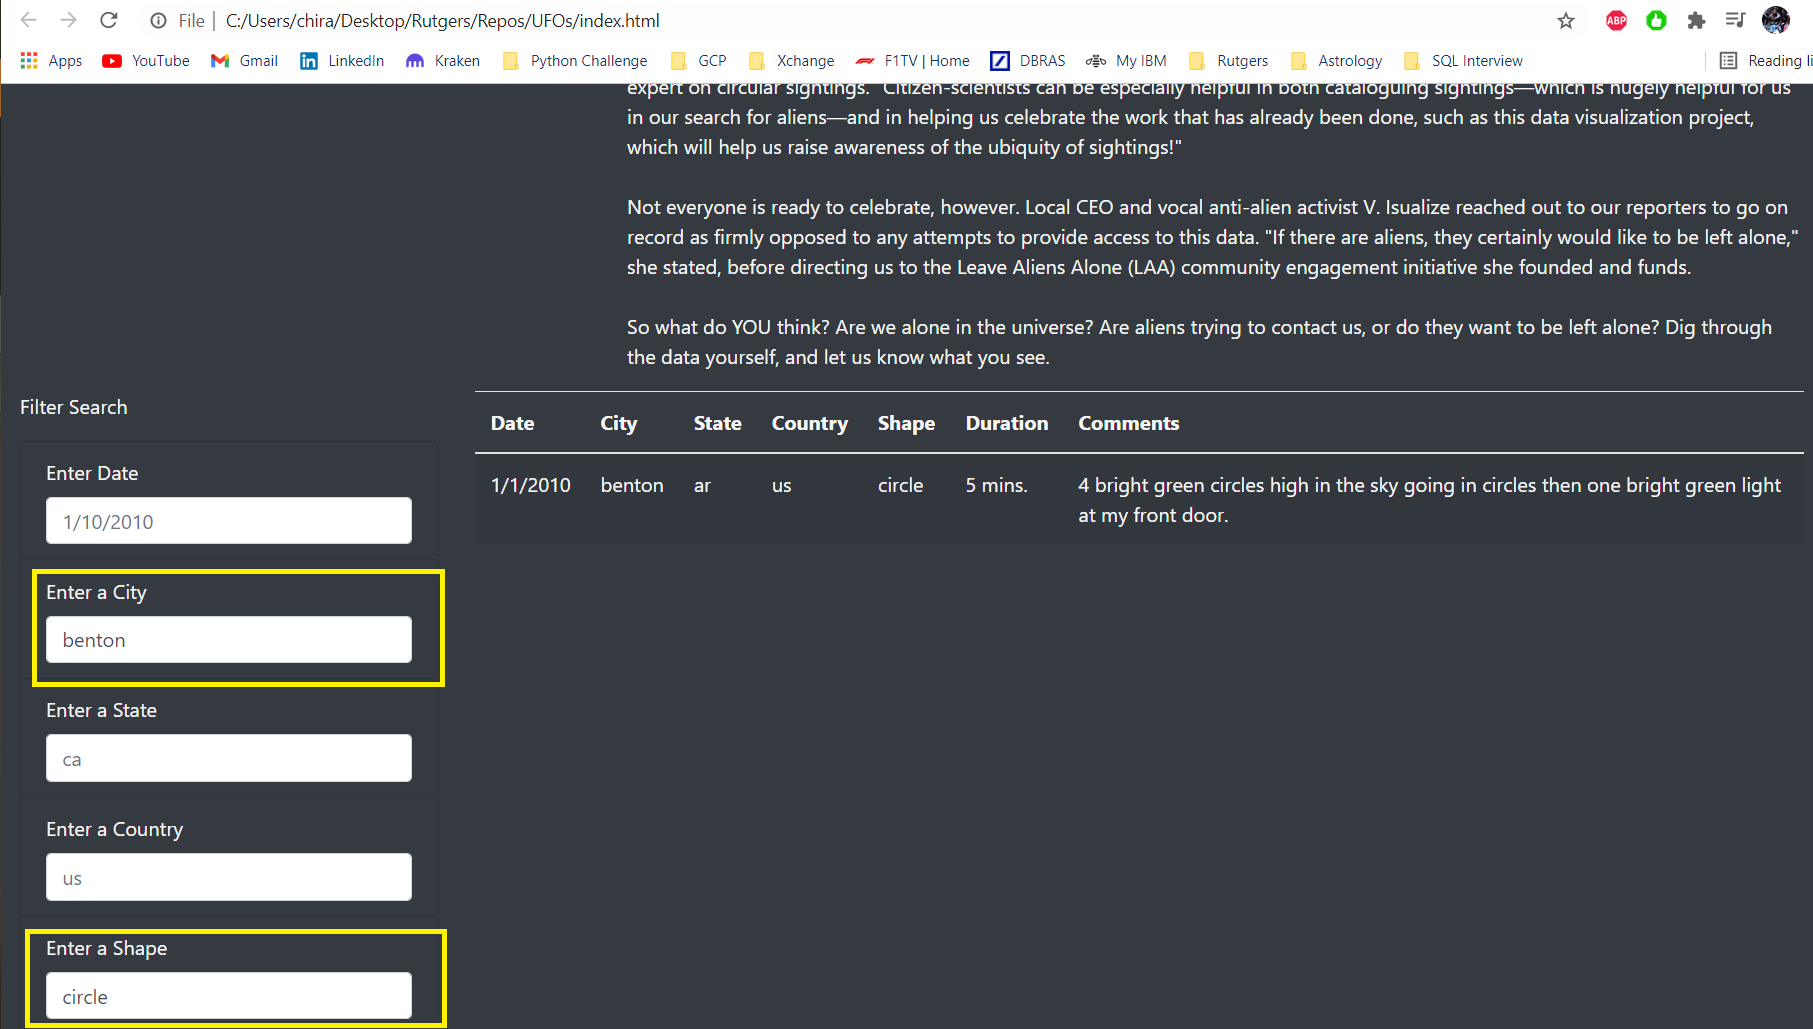 File | C:/Users/chira/Desktop/Rutgers/Repos/UFOs/index.html
ABP
Apps YouTube Gmail LinkedIn Kraken Python Challenge GCP Xchange F1TV | Home DBRAS My IBM Rutgers Astrology SQL Interview Reading li
expert on circular sightings. "Citizen-scientists can be especially helpful in both cataloguing sightings—which is hugely helpful for us
in our search for aliens—and in helping us celebrate the work that has already been done, such as this data visualization project,
which will help us raise awareness of the ubiquity of sightings!"
Not everyone is ready to celebrate, however. Local CEO and vocal anti-alien activist V. Isualize reached out to our reporters to go on
record as firmly opposed to any attempts to provide access to this data. "If there are aliens, they certainly would like to be left alone,"
she stated, before directing us to the Leave Aliens Alone (LAA) community engagement initiative she founded and funds.
So what do YOU think? Are we alone in the universe? Are aliens trying to contact us, or do they want to be left alone? Dig through
the data yourself, and let us know what you see.
Filter Search
Enter Date
1/10/2010
Enter a City
benton
Enter a State
ca
Enter a Country
us
Enter a Shape
circle
Date City State Country Shape Duration Comments
1/1/2010 benton ar us circle 5 mins. 4 bright green circles high in the sky going in circles then one bright green light
at my front door.